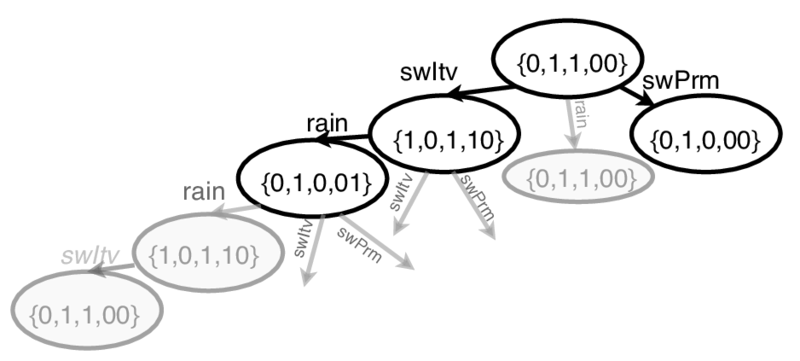 {0,1,1,00}
swItv
swPrm
rain
rain
{1,0,1,10}
{0,1,0,00}
{0,1,0,01}
{0,1,1,00}
rain
swItv
swPrm
swItv
swItv
swPrm
{1,0,1,10}
{0,1,1,00}